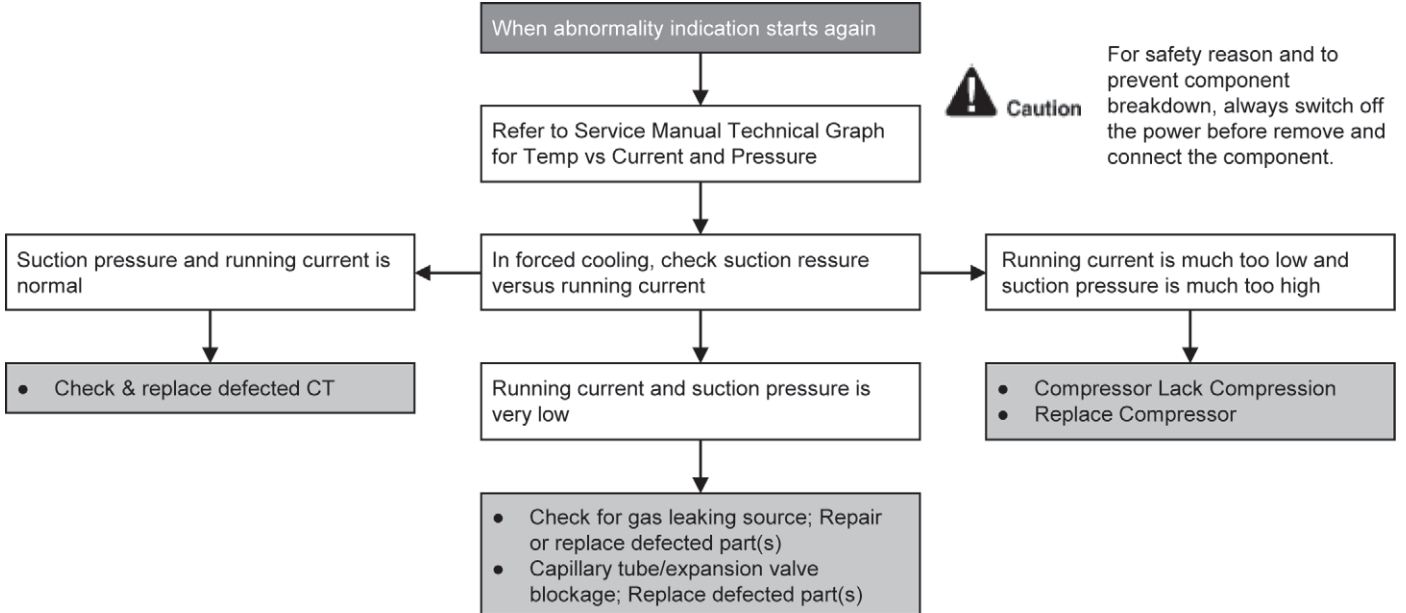 When abnormality indication starts again
Caution
For safety reason and to
prevent component
breakdown, always switch off
the power before remove and
connect the component.
Refer to Service Manual Technical Graph
for Temp vs Current and Pressure
Suction pressure and running current is
normal
In forced cooling, check suction ressure
versus running current
Running current is much too low and
suction pressure is much too high
● Check & replace defected CT
Running current and suction pressure is
very low
● Compressor Lack Compression
● Replace Compressor
● Check for gas leaking source; Repair
or replace defected part(s)
● Capillary tube/expansion valve
blockage; Replace defected part(s)